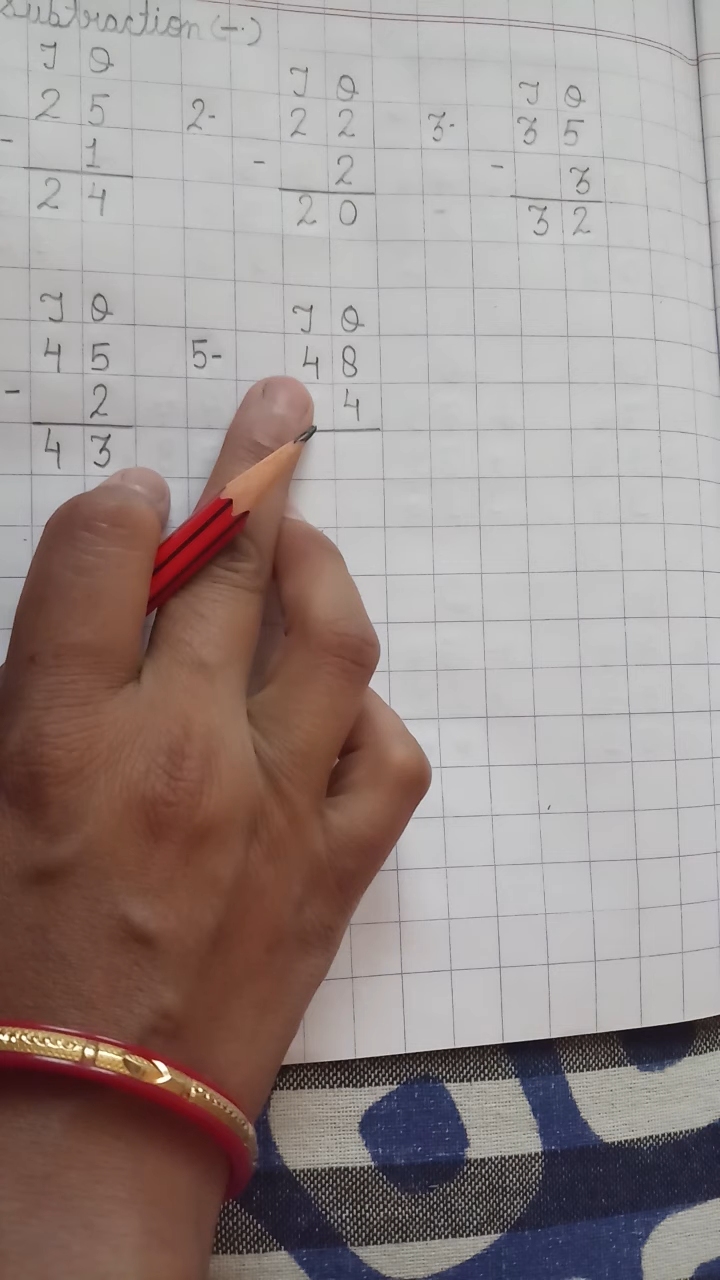 Subtraction (-)
T O
2 5
- 1
2 4
2- T O
2 2
- 2
2 0
3- T O
3 5
- 3
3 2
T O
4 5
- 2
4 3
5- T O
4 8
4